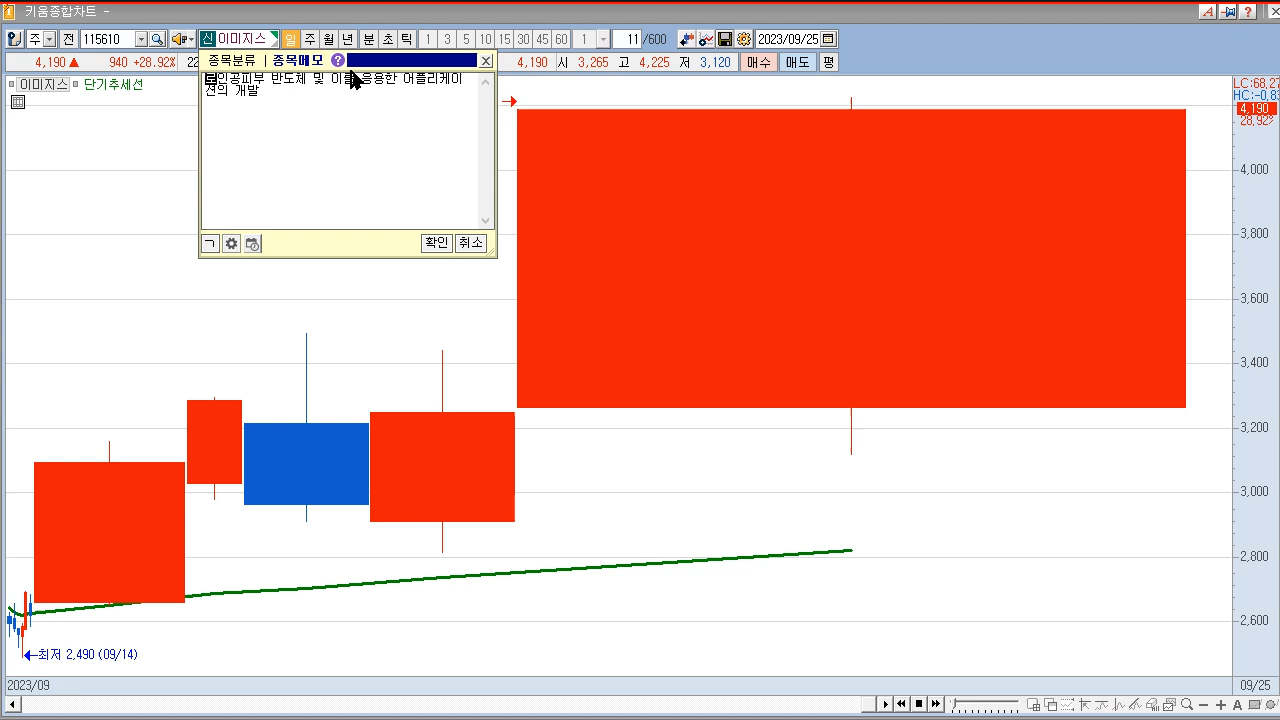 키움종합차트 -
주 전 115610 신 이미지스 일 주 월 년 분 초 틱 1 3 5 10 15 30 45 60 1 11 /600 2023/09/25
4,190 ▲ 940 +28.92% 4,190 시 3,265 고 4,225 저 3,120 매수 매도 평
종목분류 | 종목메모 ?
인공피부 반도체 및 응용한 어플리케이
션의 개발
확인 취소
이미지스 단기추세선
LC:68,27
4,190
28,92%
4,000
3,800
3,600
3,400
3,200
3,000
2,800
2,600
최저 2,490 (09/14)
2023/09 09/25